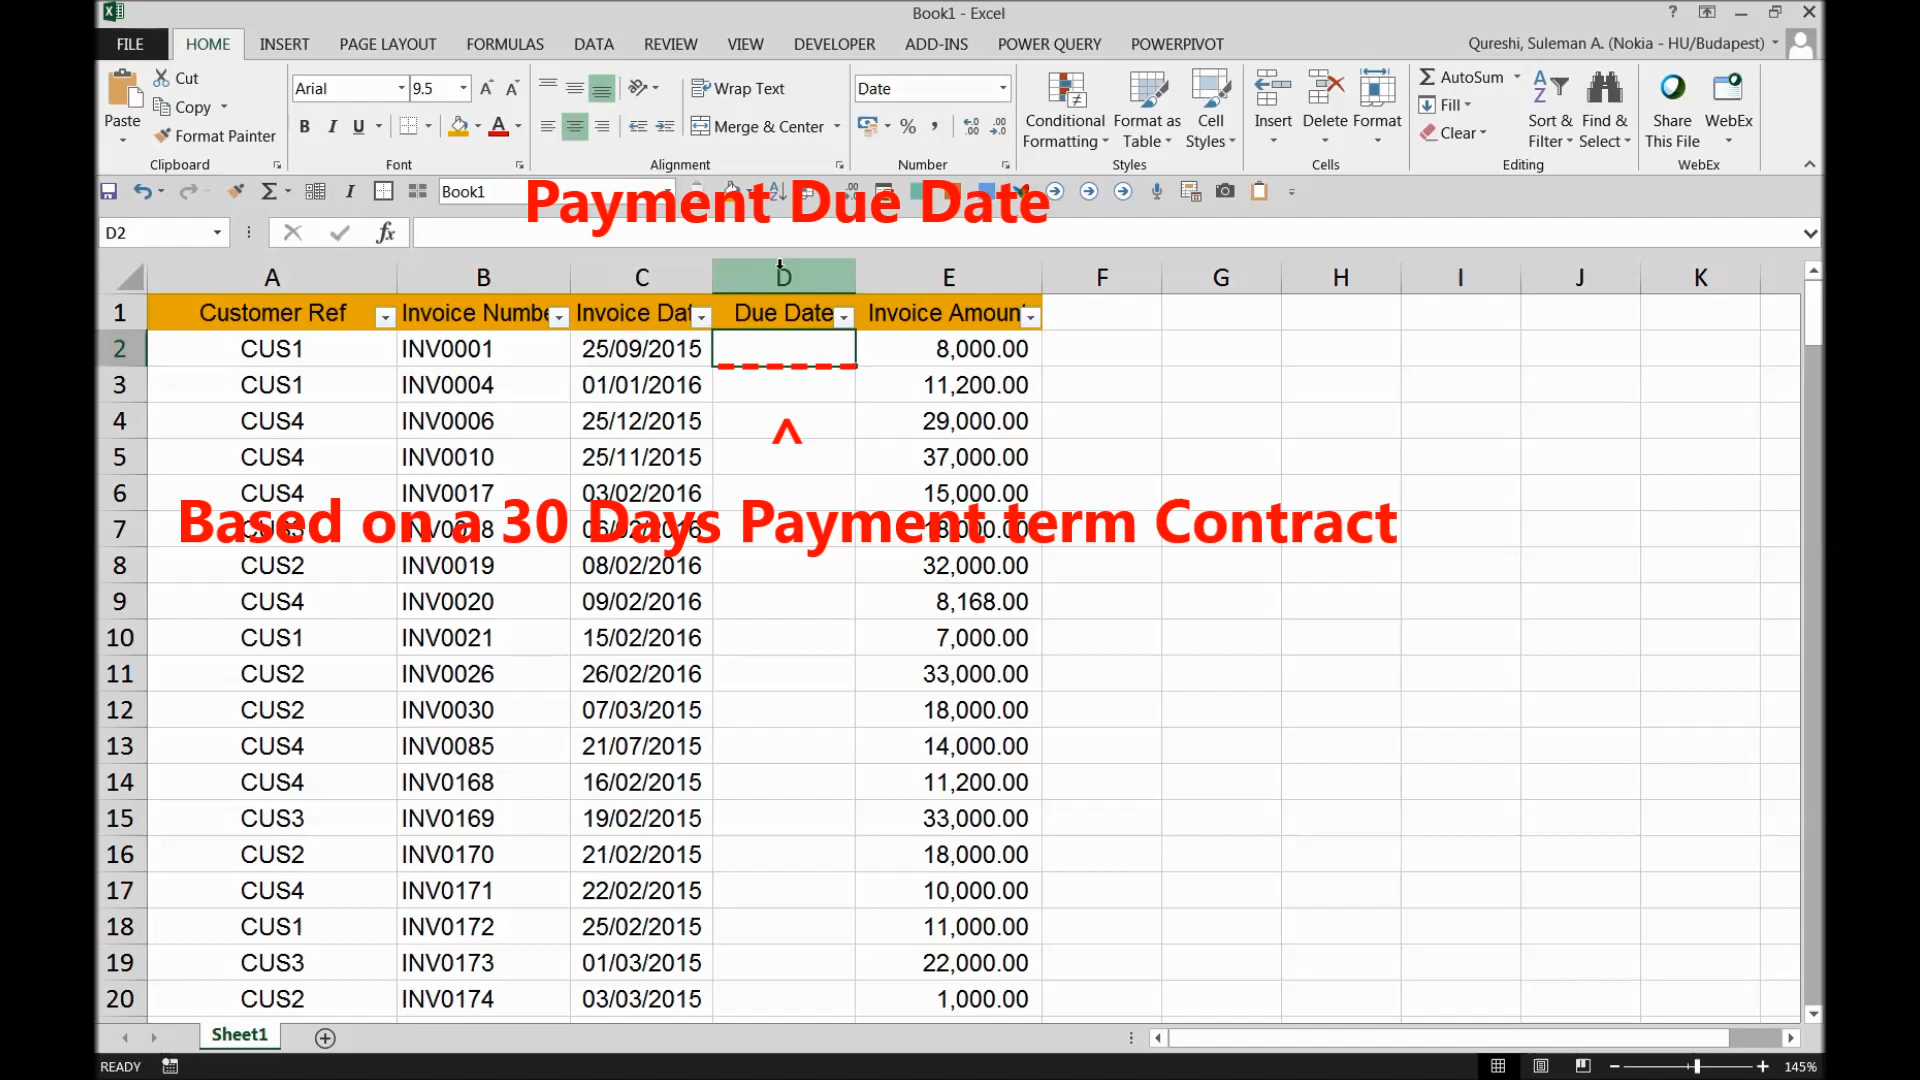 Book1 - Excel
?
FILE HOME INSERT PAGE LAYOUT FORMULAS DATA REVIEW VIEW DEVELOPER ADD-INS POWER QUERY POWERPIVOT
Qureshi, Suleman A. (Nokia - HU/Budapest)
Paste
Cut
Copy
Format Painter
Clipboard
Arial 9.5
B I U
Font
Wrap Text
Merge & Center
Alignment
Date
%
Number
Conditional Formatting
Format as Table
Cell Styles
Styles
Insert
Delete
Format
Cells
AutoSum
Fill
Clear
Sort & Filter
Find & Select
Editing
Share This File
WebEx
WebEx
Book1
Payment Due Date
D2
fx
A B C D E F G H I J K
1 Customer Ref Invoice Numbe Invoice Dat Due Date Invoice Amoun
2 CUS1 INV0001 25/09/2015 8,000.00
3 CUS1 INV0004 01/01/2016 11,200.00
4 CUS4 INV0006 25/12/2015 29,000.00
^
5 CUS4 INV0010 25/11/2015 37,000.00
6 CUS4 INV0017 03/02/2016 15,000.00
Based on a 30 Days Payment term Contract
7
8 CUS2 INV0019 08/02/2016 32,000.00
9 CUS4 INV0020 09/02/2016 8,168.00
10 CUS1 INV0021 15/02/2016 7,000.00
11 CUS2 INV0026 26/02/2016 33,000.00
12 CUS2 INV0030 07/03/2015 18,000.00
13 CUS4 INV0085 21/07/2015 14,000.00
14 CUS4 INV0168 16/02/2015 11,200.00
15 CUS3 INV0169 19/02/2015 33,000.00
16 CUS2 INV0170 21/02/2015 18,000.00
17 CUS4 INV0171 22/02/2015 10,000.00
18 CUS1 INV0172 25/02/2015 11,000.00
19 CUS3 INV0173 01/03/2015 22,000.00
20 CUS2 INV0174 03/03/2015 1,000.00
Sheet1
READY
145%